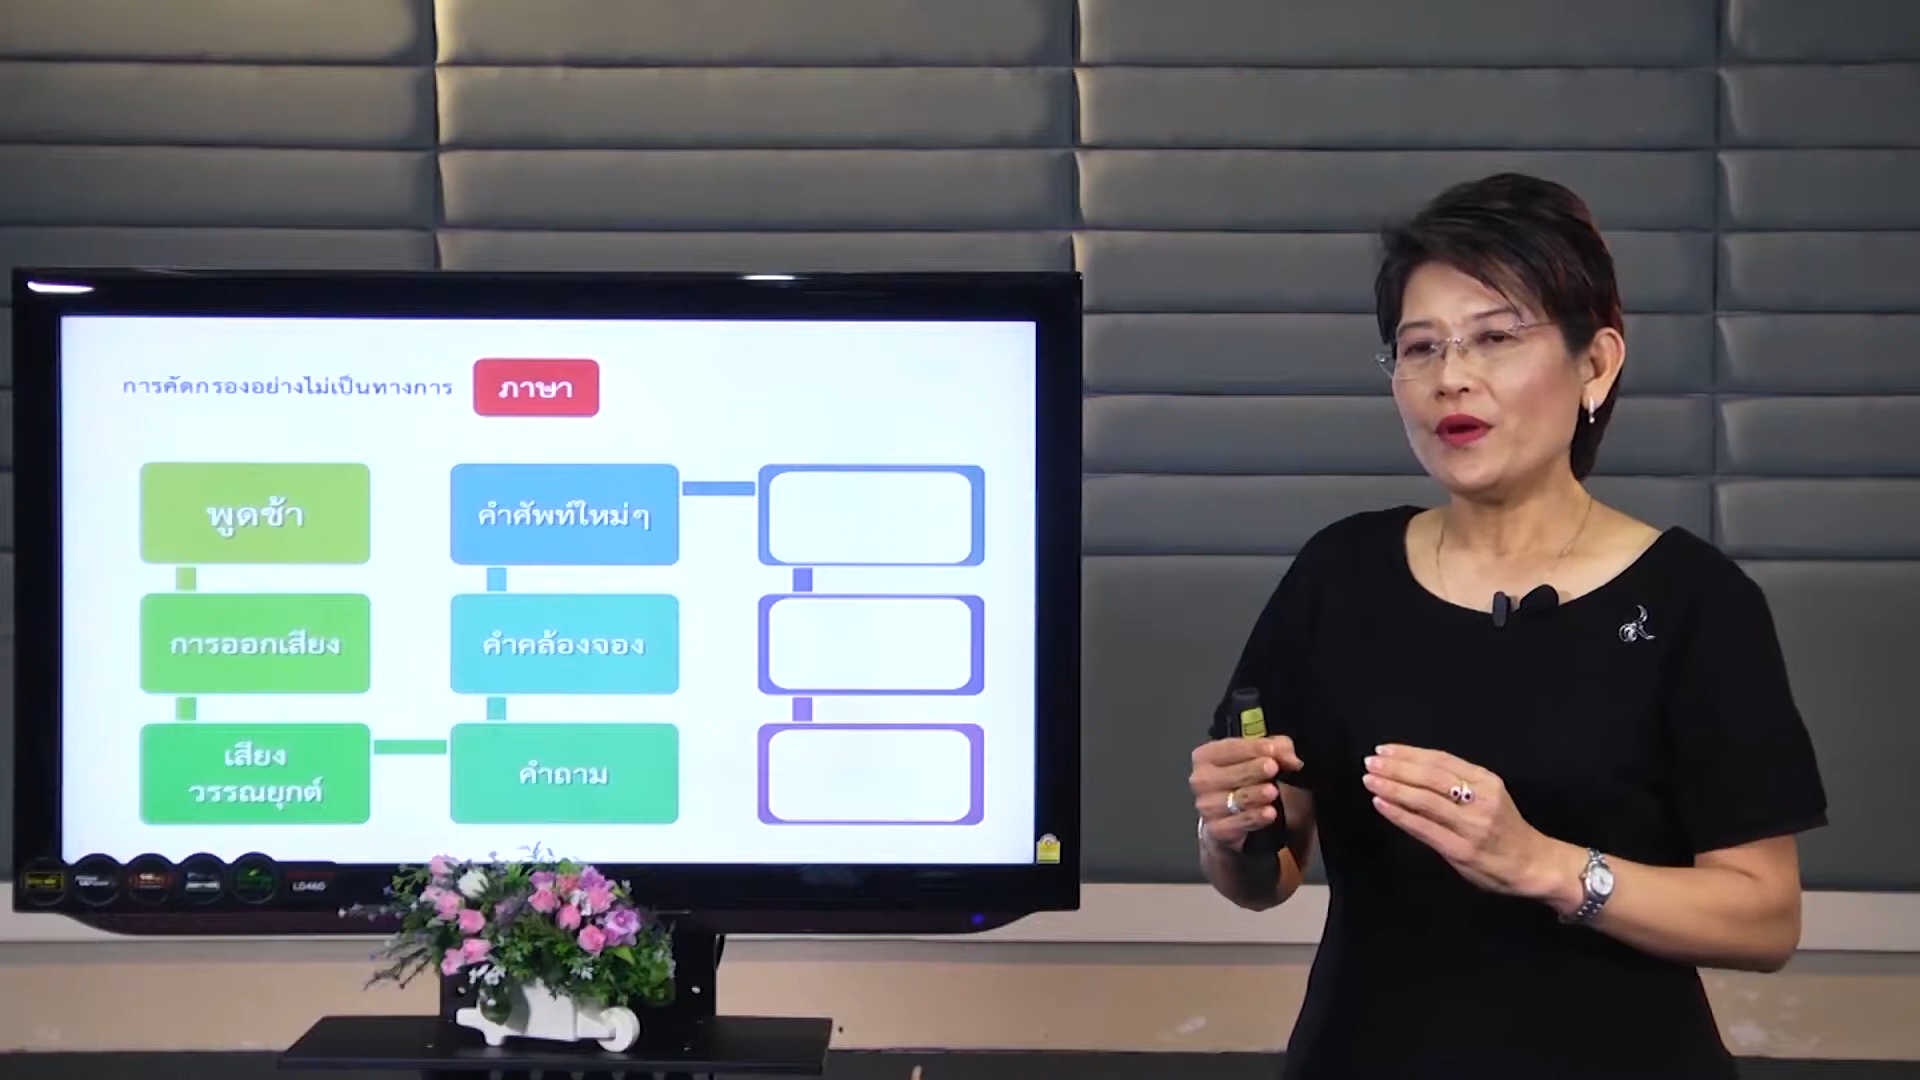 การคัดกรองอย่างไม่เป็นทางการ
ภาษา
พูดช้า
การออกเสียง
เสียง
วรรณยุกต์
คำถาม
คำคล้องจอง
คำศัพท์ใหม่ๆ